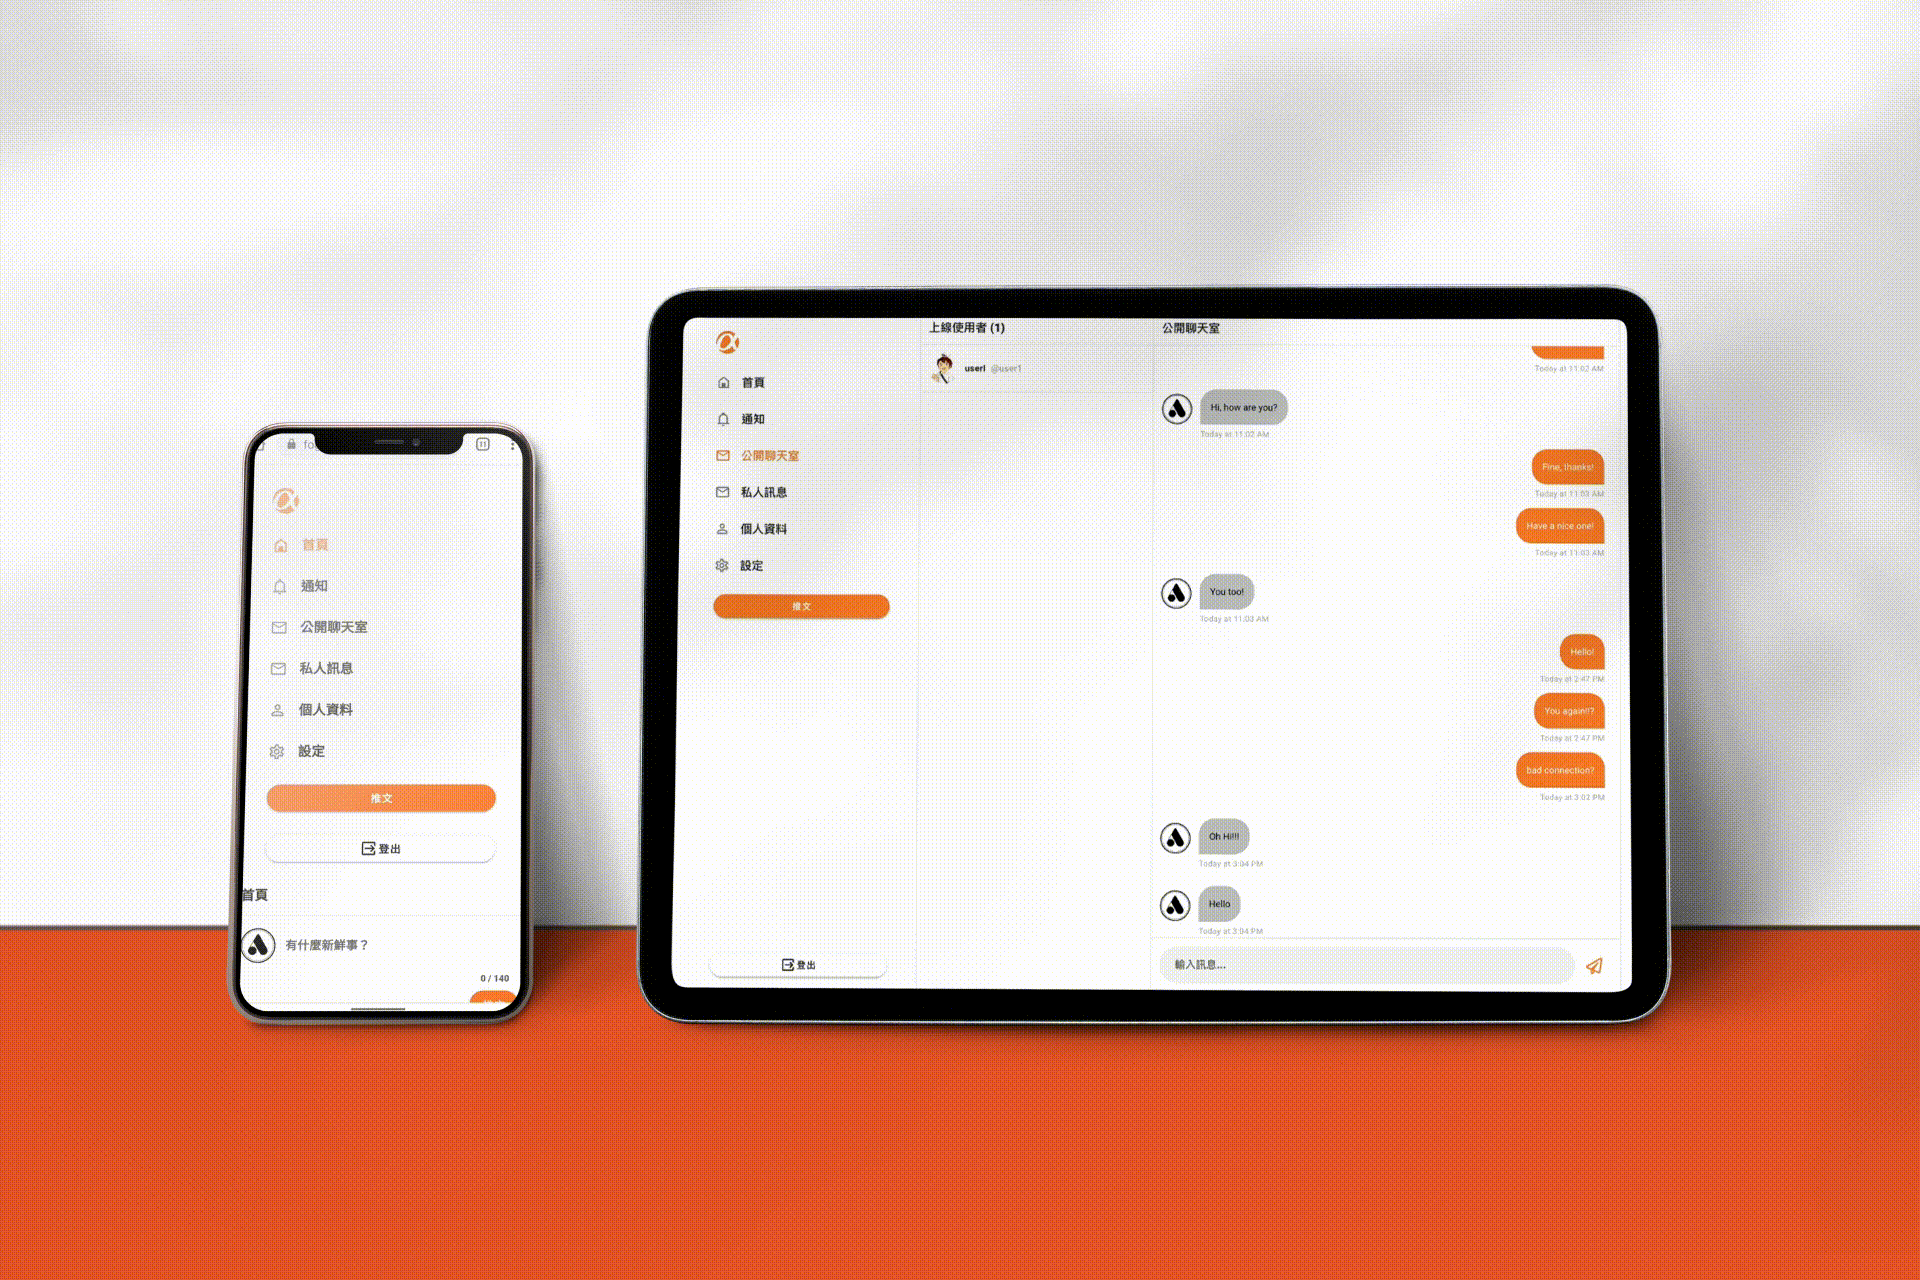 11
首頁
通知
公開聊天室
私人訊息
個人資料
設定
推文
登出
首頁
有什麼新鮮事？
0 / 140
首頁
通知
公開聊天室
私人訊息
個人資料
設定
推文
登出
上線使用者 (1)
user1 @user1
公開聊天室
Today at 11:02 AM
Hi, how are you?
Today at 11:02 AM
Fine, thanks!
Today at 11:03 AM
Have a nice one!
Today at 11:03 AM
You too!
Today at 11:03 AM
Hello!
Today at 2:47 PM
You again!!?
Today at 2:47 PM
bad connection?
Today at 3:02 PM
Oh Hi!!!
Today at 3:04 PM
Hello
Today at 3:04 PM
輸入訊息...